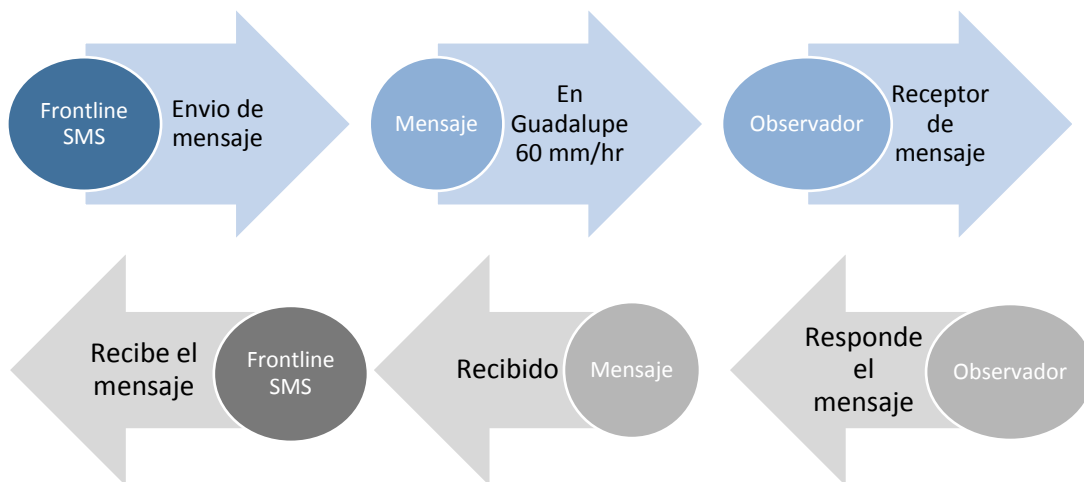 Frontline
SMS
Envio de
mensaje
Mensaje
En
Guadalupe
60 mm/hr
Observador
Receptor
de
mensaje
Recibe el
mensaje
Frontline
SMS
Recibido
Mensaje
Responde
el
mensaje
Observador